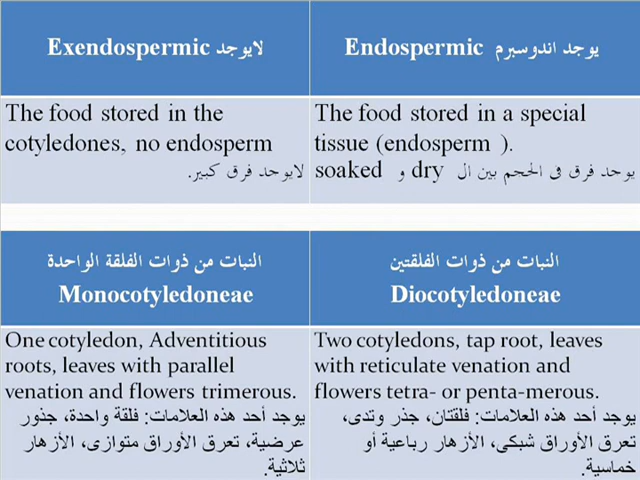 Exendospermic لايوجد
Endospermic يوجد اندوسبرم
The food stored in the
cotyledones, no endosperm
لايوحد فرق كبير.
The food stored in a special
tissue (endosperm ).
يوحد فرق فى الحجم بين ال dry و soaked
النبات من ذوات الفلقة الواحدة
Monocotyledoneae
النبات من ذوات الفلقتين
Diocotyledoneae
One cotyledon, Adventitious
roots, leaves with parallel
venation and flowers trimerous.
يوجد أحد هذه العلامات: فلقة واحدة، جذور
عرضية، تعرق الأوراق متوازى، الأزهار
ثلاثية.
Two cotyledons, tap root, leaves
with reticulate venation and
flowers tetra- or penta-merous.
يوجد أحد هذه العلامات: فلقتان، جذر وتدى،
تعرق الأوراق شبكى، الأزهار رباعية أو
خماسية.